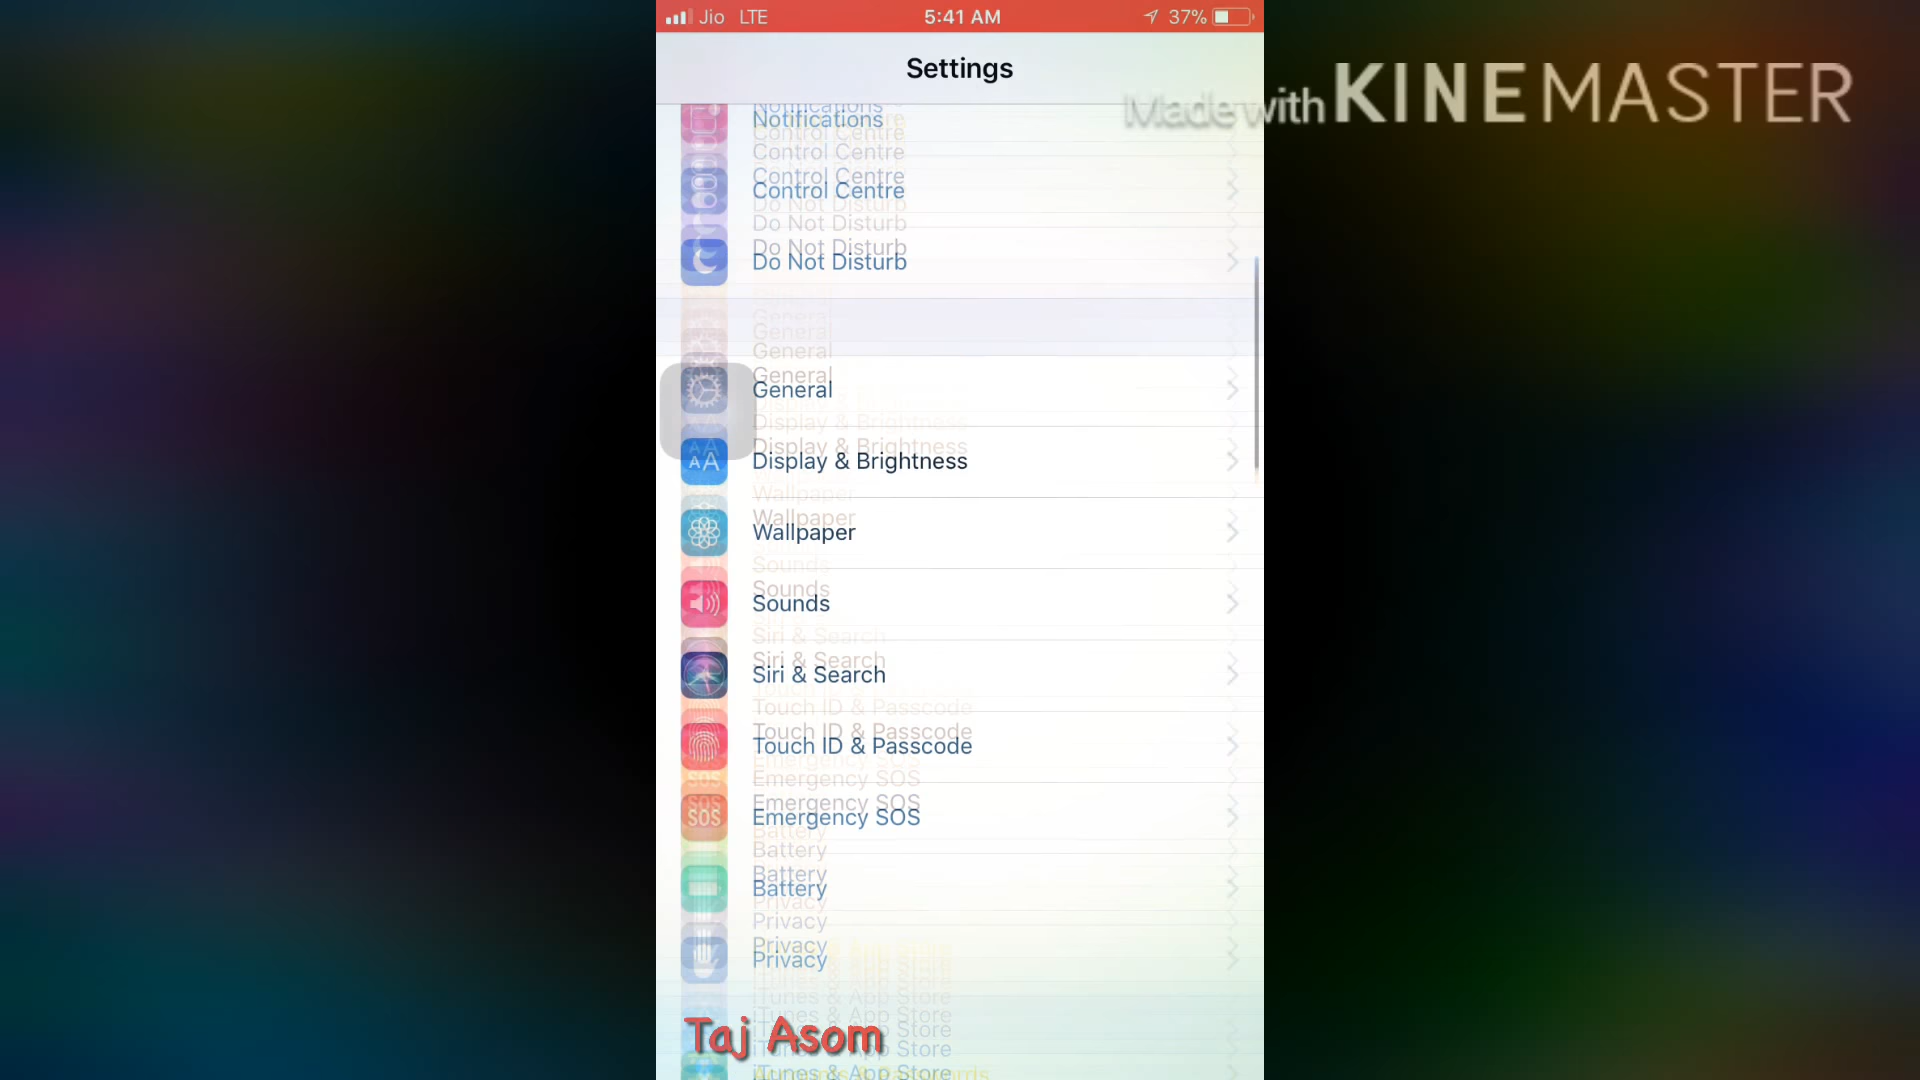 Jio LTE 5:41 AM 37%
Settings
Made with KINEMASTER
Notifications
Control Centre
Do Not Disturb
General
Display & Brightness
AA
Wallpaper
Sounds
Siri & Search
Touch ID & Passcode
SOS Emergency SOS
Battery
Privacy
iTunes & App Store
Taj Asom